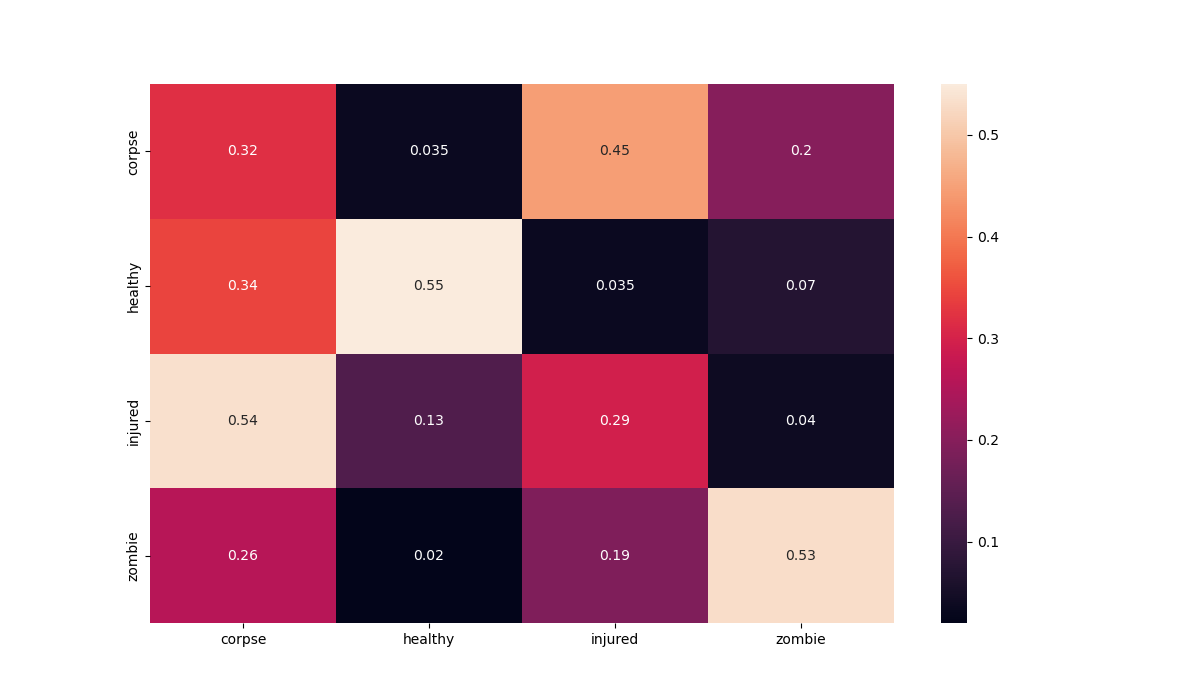 corpse 0.32 0.035 0.45 0.2
healthy 0.34 0.55 0.035 0.07
injured 0.54 0.13 0.29 0.04
zombie 0.26 0.02 0.19 0.53
corpse healthy injured zombie
0.5
0.4
0.3
0.2
0.1